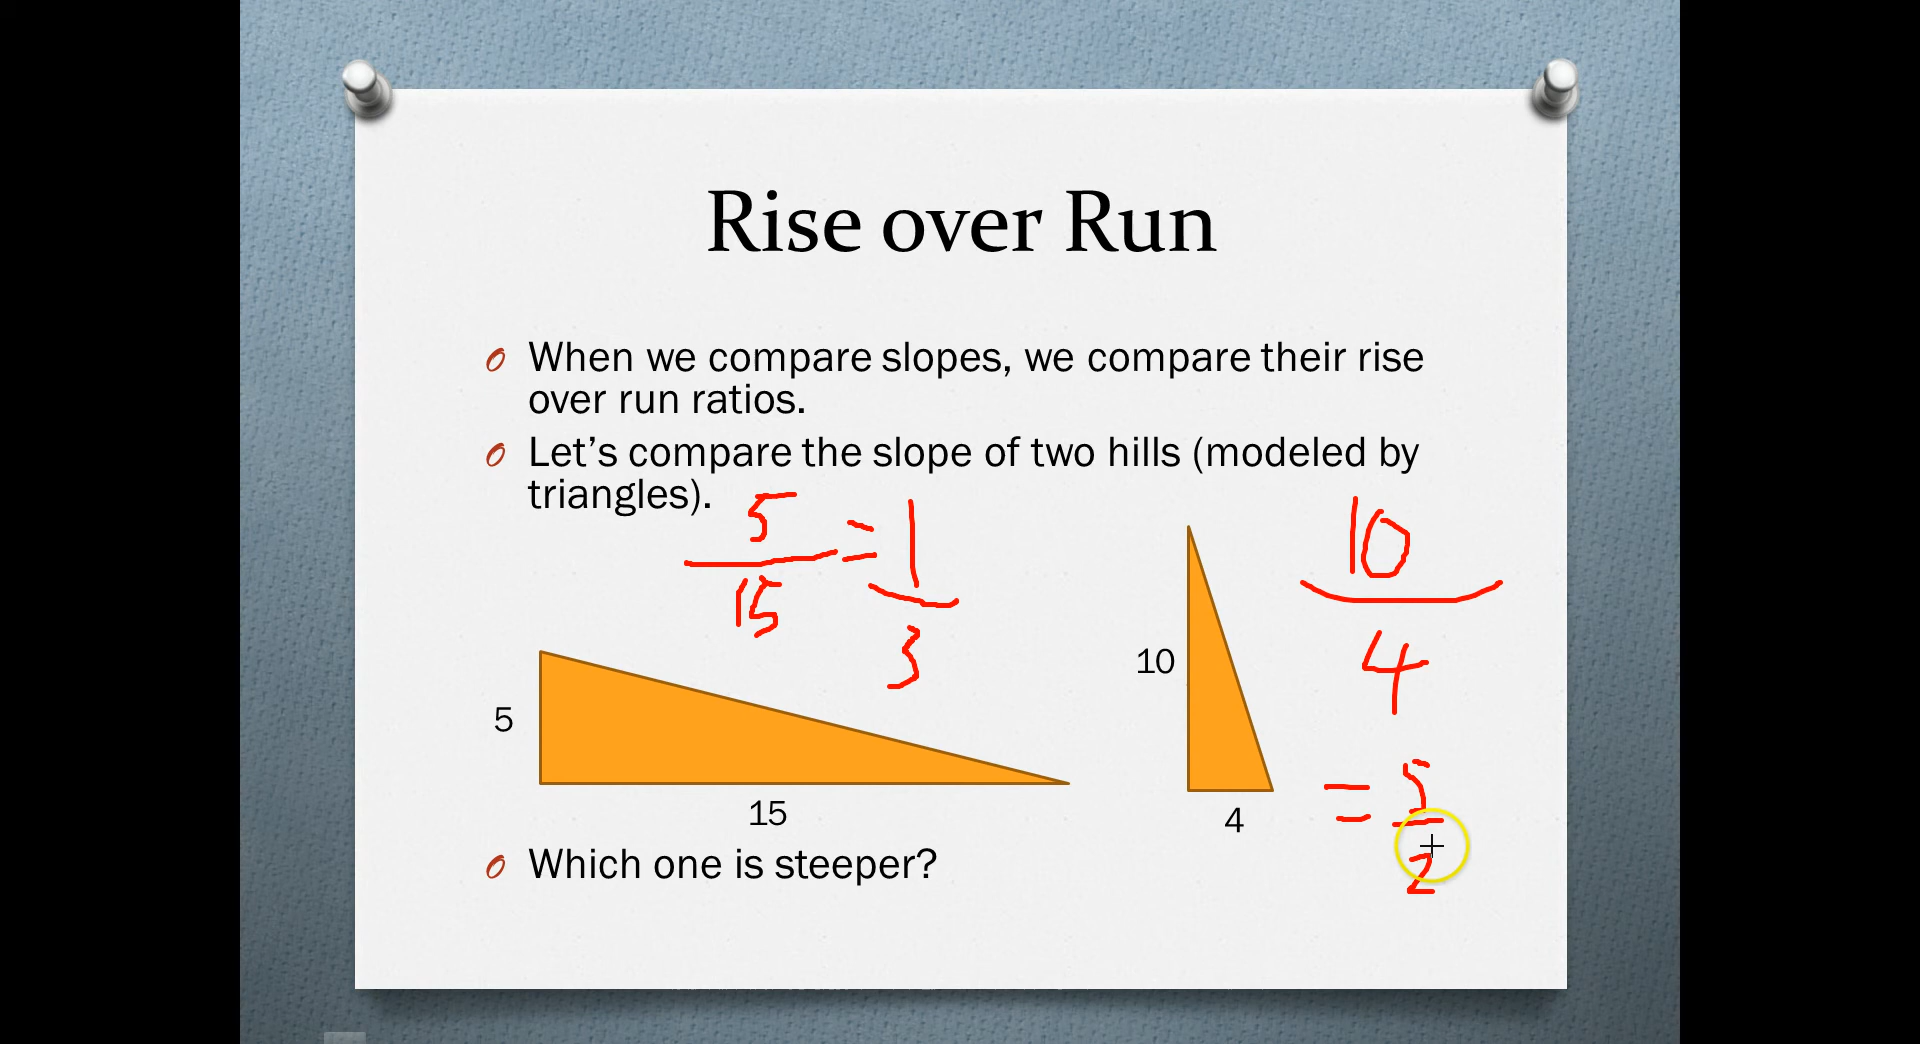 Rise over Run
When we compare slopes, we compare their rise
over run ratios.
Let’s compare the slope of two hills (modeled by
triangles).
5
15
=
1
3
10
4
=
5
2
5
15
10
4
Which one is steeper?